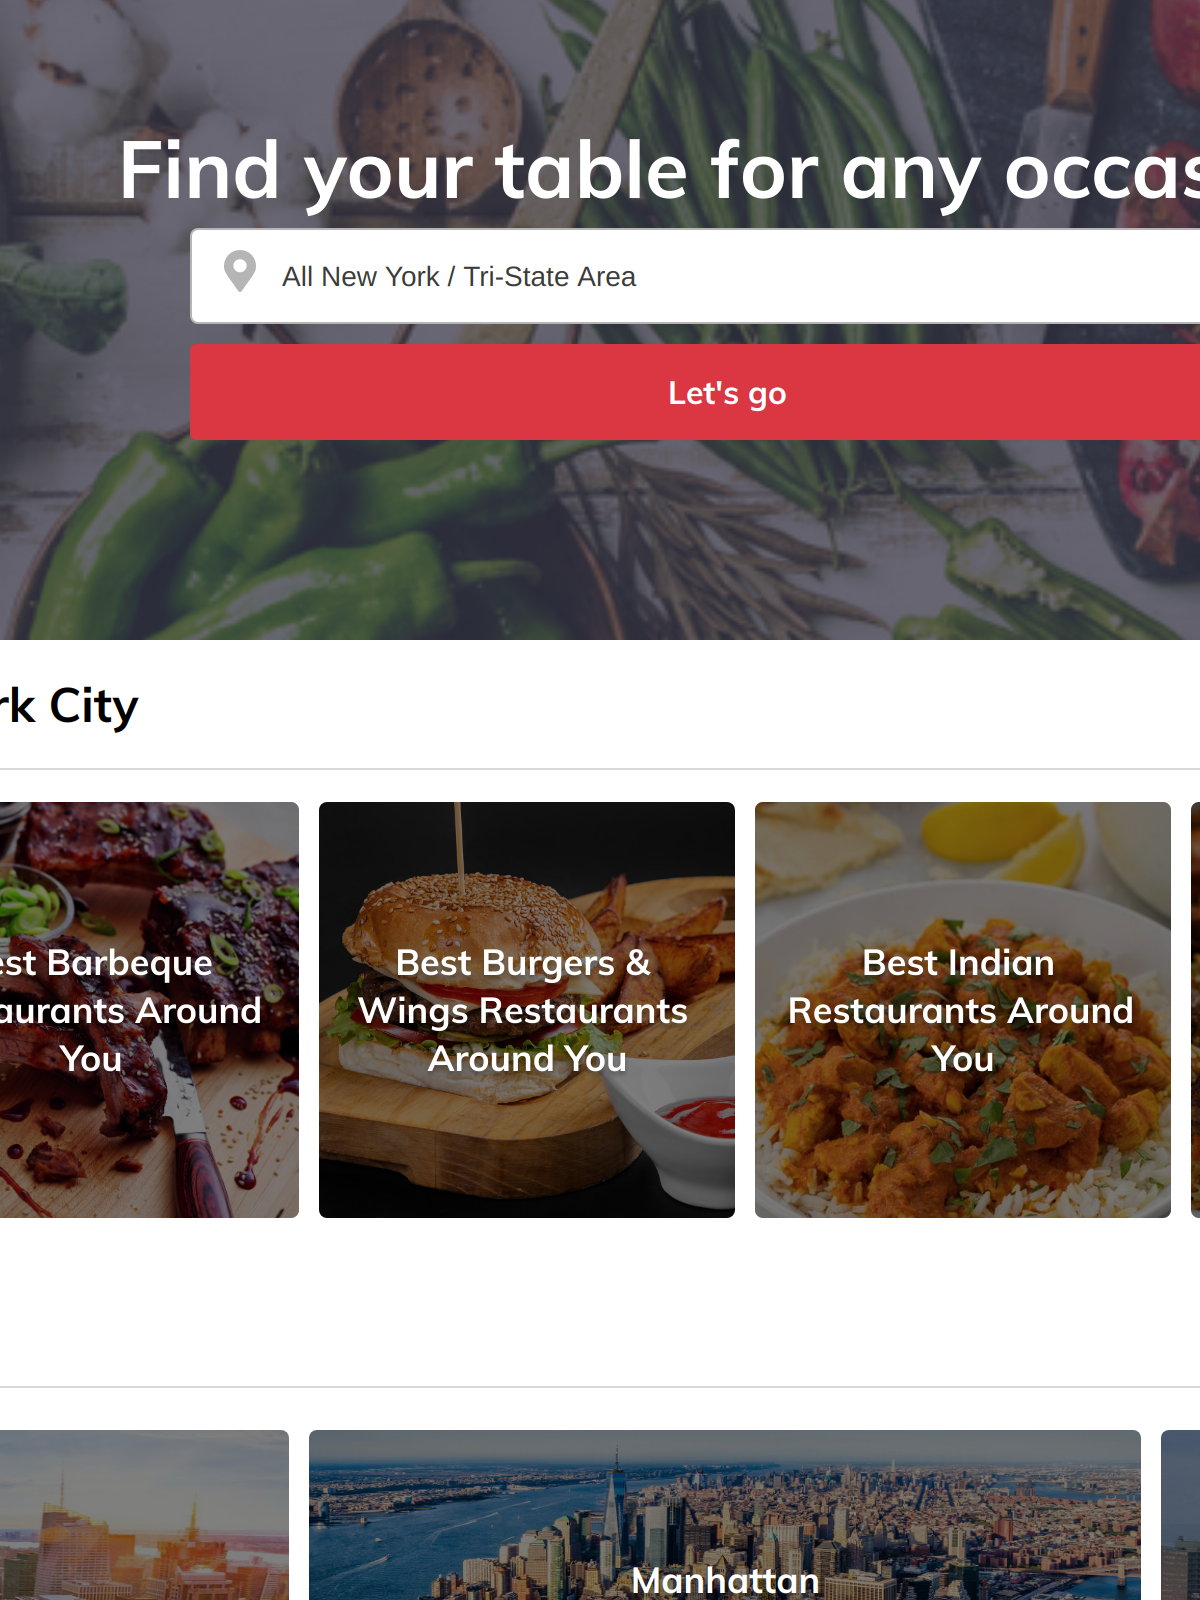 Find your table for any occas
All New York / Tri-State Area
Let's go
rk City
est Barbeque
aurants Around
You
Best Burgers &
Wings Restaurants
Around You
Best Indian
Restaurants Around
You
Manhattan